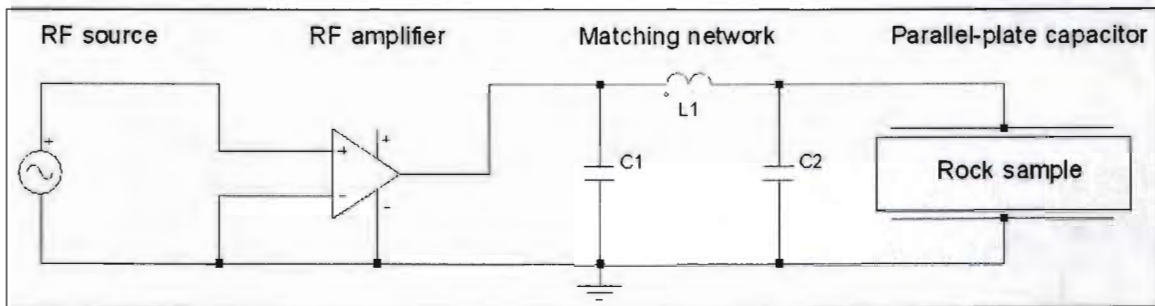 RF source RF amplifier Matching network Parallel-plate capacitor
+
+
L1
+
-
-
C1
C2
Rock sample